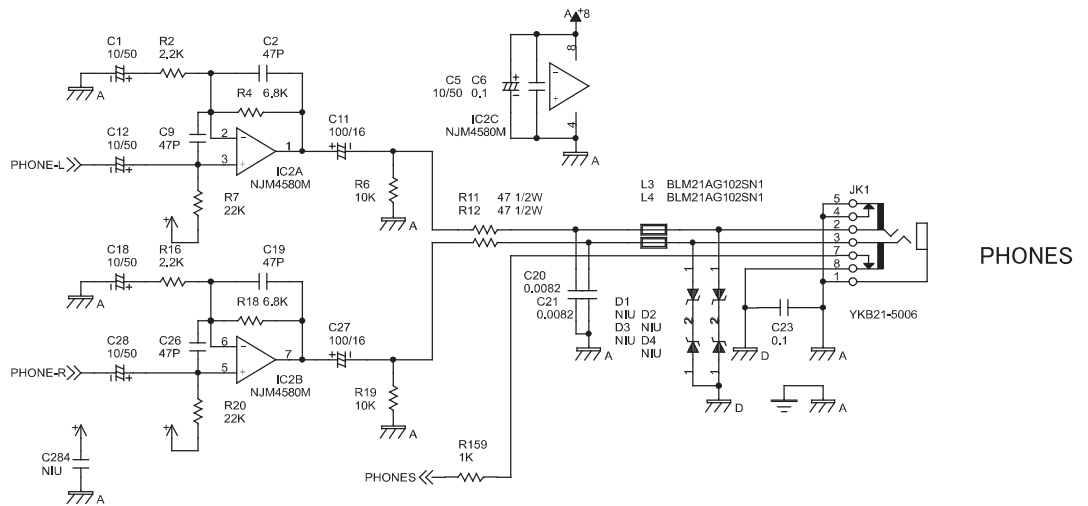 A +8
C1
10/50
R2
2.2K
C2
47P
8
A
R4 6.8K
C5 C6
10/50 0.1
C12
10/50
C9
47P
C11
100/16
IC2C
NJM4580M
4
A
PHONE-L
2
3
1
IC2A
NJM4580M
R6
10K
R7
22K
A
R11 47 1/2W
R12 47 1/2W
L3 BLM21AG102SN1
L4 BLM21AG102SN1
JK1
5
4
2
3
7
8
1
PHONES
YKB21-5006
C18
10/50
R16
2.2K
C19
47P
A
R18 6.8K
C20
0.0082
C21
0.0082
D1
NIU
D2
NIU
D3
NIU
D4
NIU
1 1
2 2
1 1
C23
0.1
C28
10/50
C26
47P
C27
100/16
A
D
A
PHONE-R
6
5
7
IC2B
NJM4580M
R19
10K
R20
22K
A
D
A
C284
NIU
A
R159
1K
PHONES